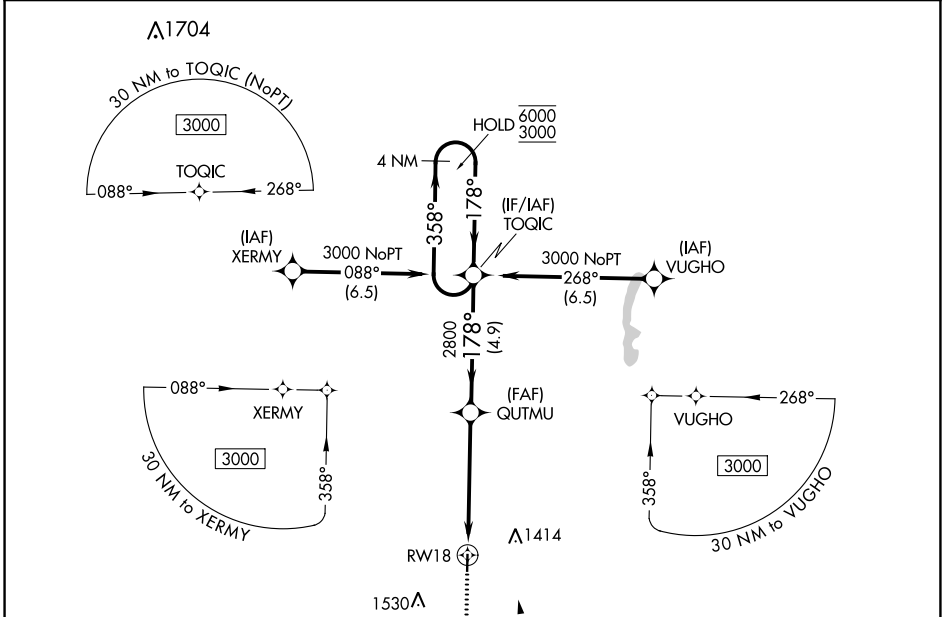 1704
30 NM to TOQIC (NoPT)
3000
TOQIC
088°
268°
HOLD 6000
3000
4 NM
358°
178°
(IF/IAF)
TOQIC
(IAF)
XERMY
3000 NoPT
088°
(6.5)
3000 NoPT
268°
(6.5)
(IAF)
VUGHO
2800
178°
(4.9)
(FAF)
QUTMU
088°
XERMY
3000
358°
30 NM to XERMY
268°
VUGHO
3000
358°
30 NM to VUGHO
RW18
1414
1530